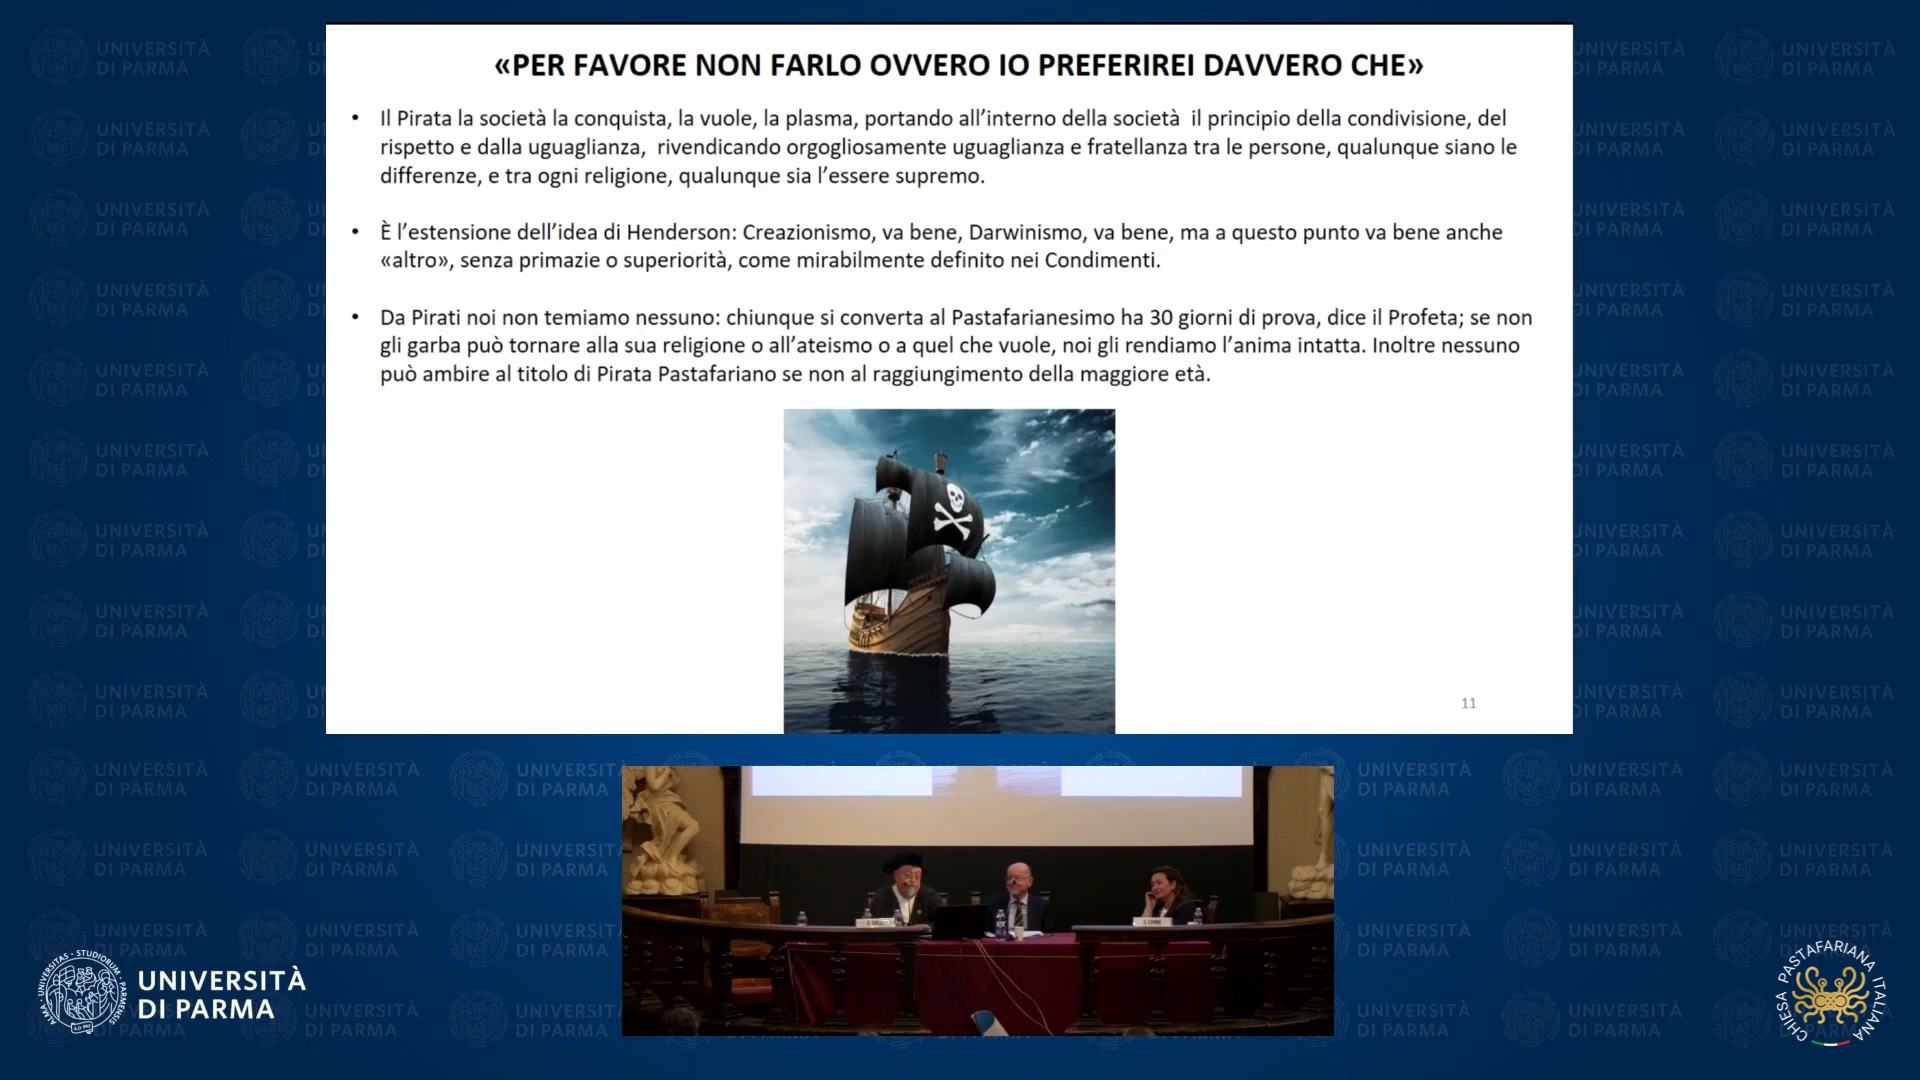 «PER FAVORE NON FARLO OVVERO IO PREFERIREI DAVVERO CHE»
• Il Pirata la società la conquista, la vuole, la plasma, portando all’interno della società il principio della condivisione, del
rispetto e dalla uguaglianza, rivendicando orgogliosamente uguaglianza e fratellanza tra le persone, qualunque siano le
differenze, e tra ogni religione, qualunque sia l’essere supremo.
• È l’estensione dell’idea di Henderson: Creazionismo, va bene, Darwinismo, va bene, ma a questo punto va bene anche
«altro», senza primazie o superiorità, come mirabilmente definito nei Condimenti.
• Da Pirati noi non temiamo nessuno: chiunque si converta al Pastafarianesimo ha 30 giorni di prova, dice il Profeta; se non
gli garba può tornare alla sua religione o all’ateismo o a quel che vuole, noi gli rendiamo l’anima intatta. Inoltre nessuno
può ambire al titolo di Pirata Pastafariano se non al raggiungimento della maggiore età.
11
UNIVERSITÀ
DI PARMA
CHIESA PASTAFARIANA ITALIANA